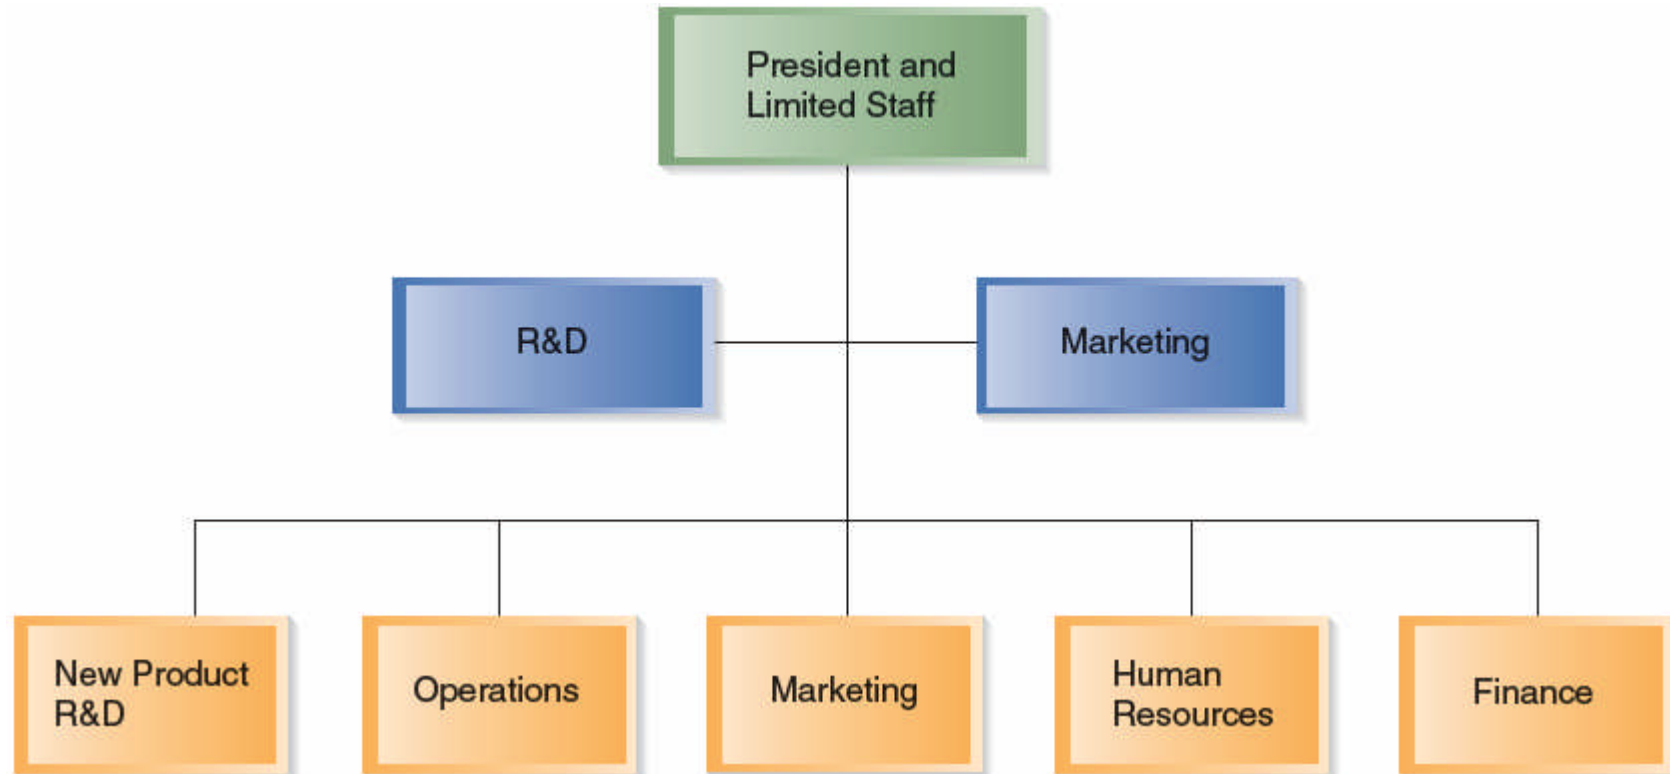 President and
Limited Staff
R&D
Marketing
New Product
R&D
Operations
Marketing
Human
Resources
Finance